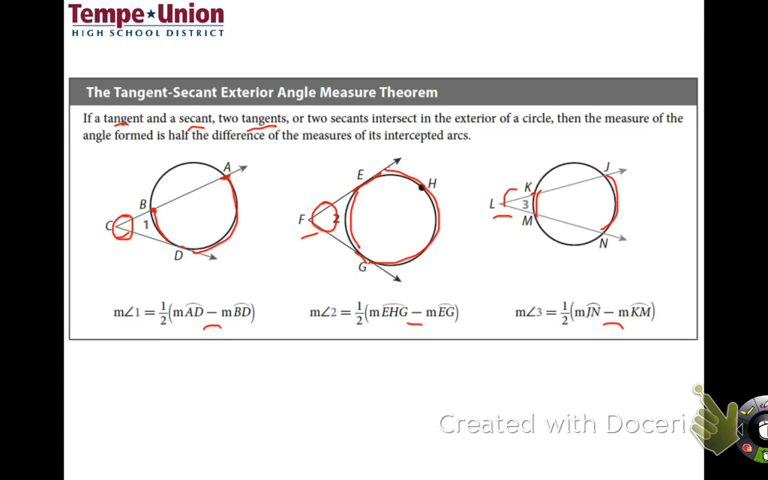 Tempe★Union
HIGH SCHOOL DISTRICT
The Tangent-Secant Exterior Angle Measure Theorem
If a tangent and a secant, two tangents, or two secants intersect in the exterior of a circle, then the measure of the
angle formed is half the difference of the measures of its intercepted arcs.
A
B
C
1
D
E
H
F
2
G
J
K
L
3
M
N
m∠1 = 1/2(mAD − mBD)
m∠2 = 1/2(mEHG − mEG)
m∠3 = 1/2(mJN − mKM)
Created with Doceri